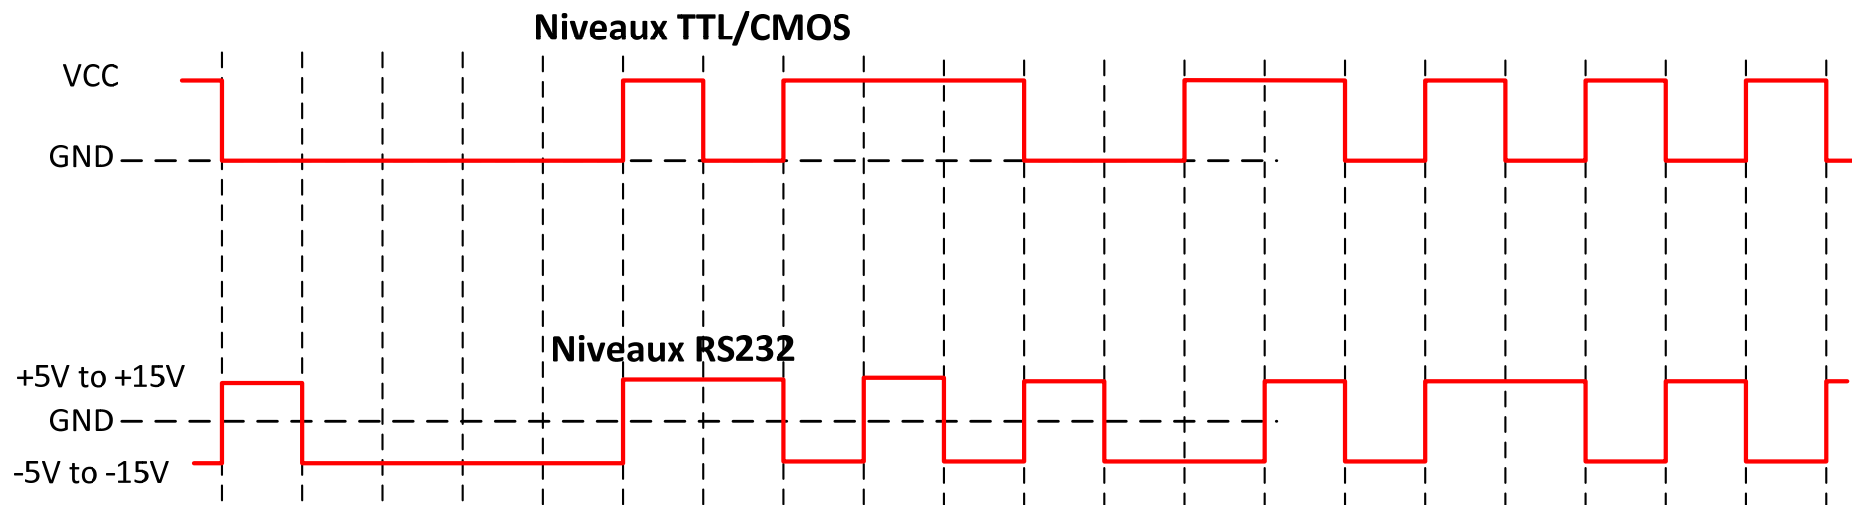 Niveaux TTL/CMOS
VCC
GND
Niveaux RS232
+5V to +15V
GND
-5V to -15V